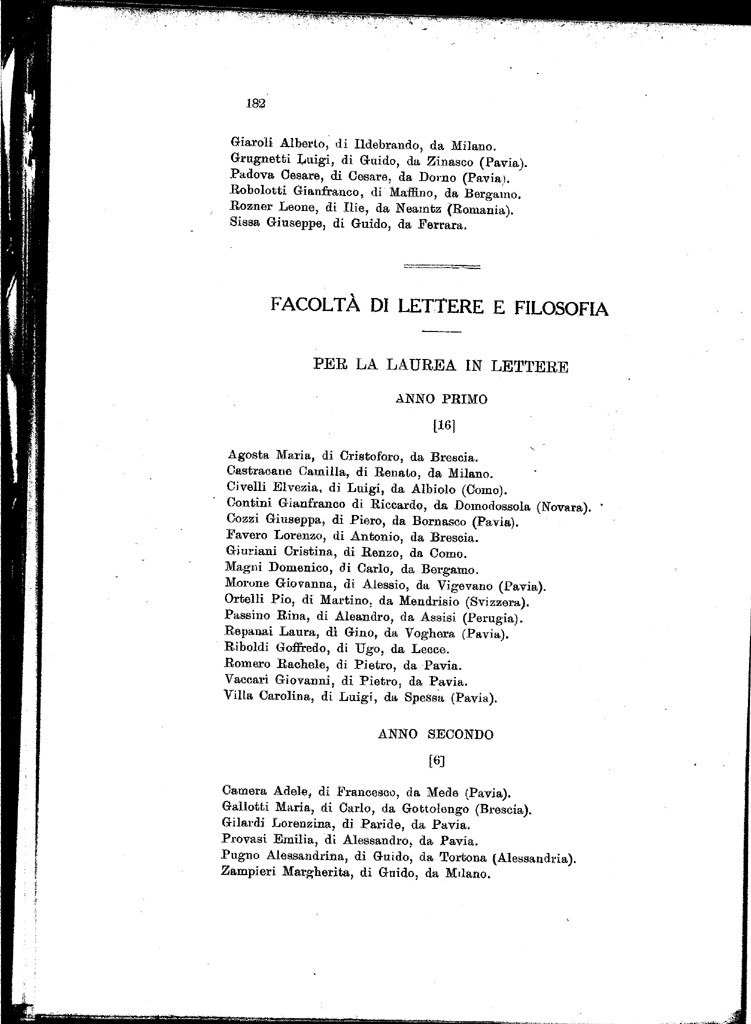 182
Giaroli Alberto, di Ildebrando, da Milano.
Grugnetti Luigi, di Guido, da Zinasco (Pavia).
Padova Cesare, di Cesare, da Dorno (Pavia).
Robolotti Gianfranco, di Maffino, da Bergamo.
Rozner Leone, di Ilie, da Neamtz (Romania).
Sissa Giuseppe, di Guido, da Ferrara.
FACOLTÀ DI LETTERE E FILOSOFIA
PER LA LAUREA IN LETTERE
ANNO PRIMO
[16]
Agosta Maria, di Cristoforo, da Brescia.
Castracane Camilla, di Renato, da Milano.
Civelli Elvezia, di Luigi, da Albiolo (Como).
Contini Gianfranco di Riccardo, da Domodossola (Novara).
Cozzi Giuseppa, di Piero, da Bornasco (Pavia).
Favero Lorenzo, di Antonio, da Brescia.
Giuriani Cristina, di Renzo, da Como.
Magni Domenico, di Carlo, da Bergamo.
Morone Giovanna, di Alessio, da Vigevano (Pavia).
Ortelli Pio, di Martino, da Mendrisio (Svizzera).
Passino Rina, di Aleandro, da Assisi (Perugia).
Repanai Laura, di Gino, da Voghera (Pavia).
Riboldi Goffredo, di Ugo, da Lecce.
Romero Rachele, di Pietro, da Pavia.
Vaccari Giovanni, di Pietro, da Pavia.
Villa Carolina, di Luigi, da Spessa (Pavia).
ANNO SECONDO
[6]
Camera Adele, di Francesco, da Mede (Pavia).
Gallotti Maria, di Carlo, da Gottolengo (Brescia).
Gilardi Lorenzina, di Paride, da Pavia.
Provasi Emilia, di Alessandro, da Pavia.
Pugno Alessandrina, di Guido, da Tortona (Alessandria).
Zampieri Margherita, di Guido, da Milano.